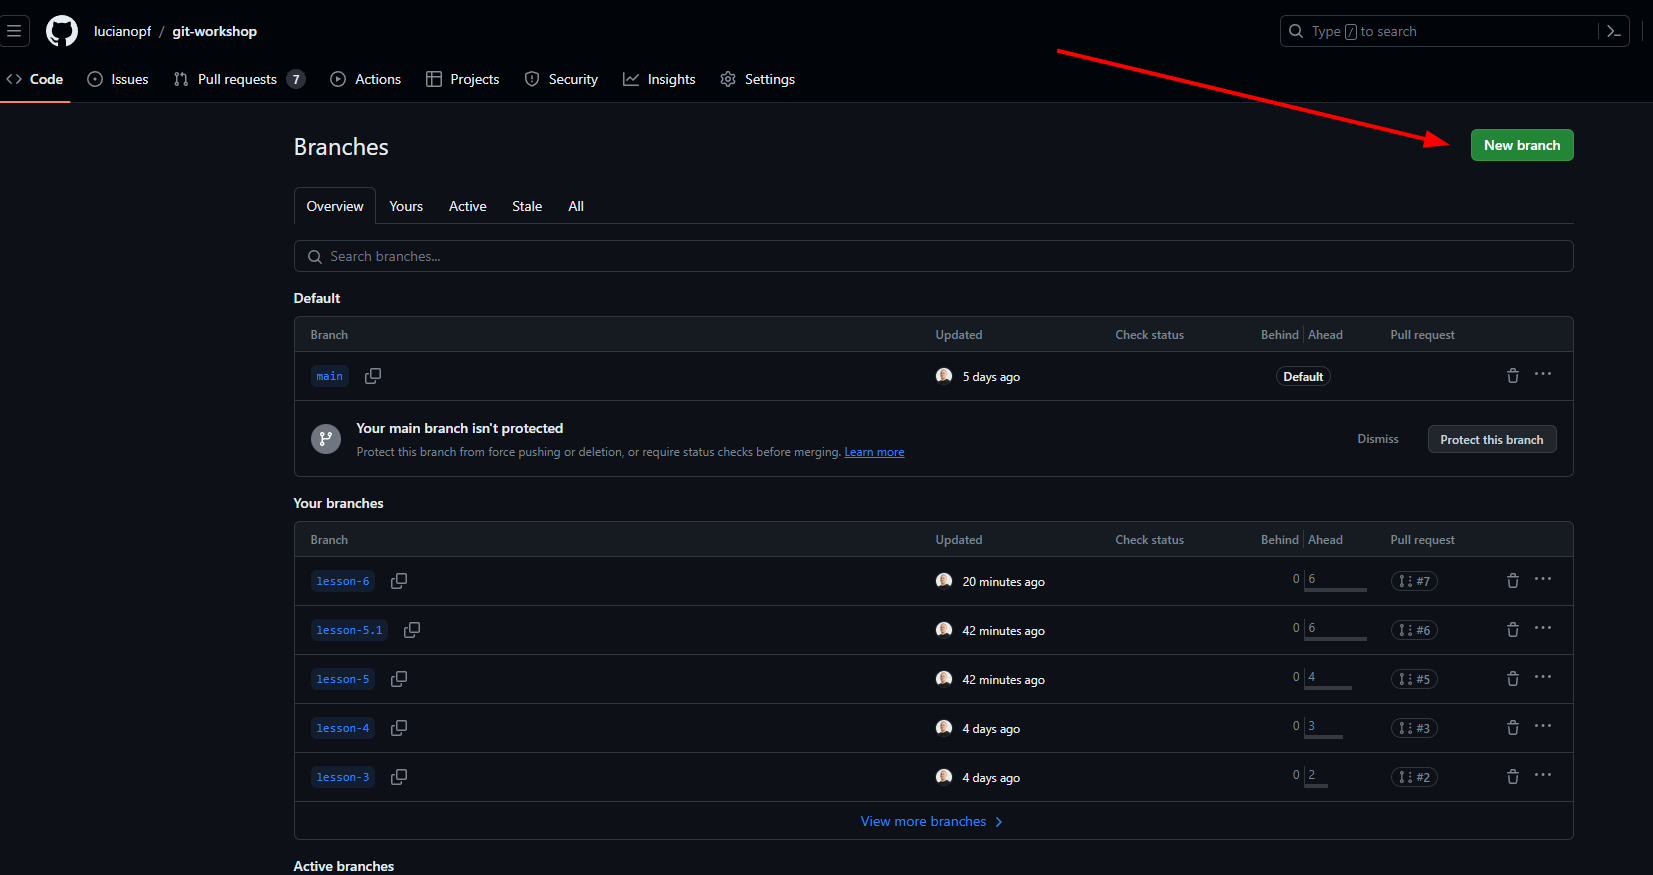 lucianopf / git-workshop
Type / to search
Code Issues Pull requests 7 Actions Projects Security Insights Settings
Branches
New branch
Overview Yours Active Stale All
Search branches...
Default
Branch Updated Check status Behind Ahead Pull request
main 5 days ago Default
Your main branch isn't protected
Protect this branch from force pushing or deletion, or require status checks before merging. Learn more
Dismiss Protect this branch
Your branches
Branch Updated Check status Behind Ahead Pull request
lesson-6 20 minutes ago 0 6 #7
lesson-5.1 42 minutes ago 0 6 #6
lesson-5 42 minutes ago 0 4 #5
lesson-4 4 days ago 0 3 #3
lesson-3 4 days ago 0 2 #2
View more branches
Active branches